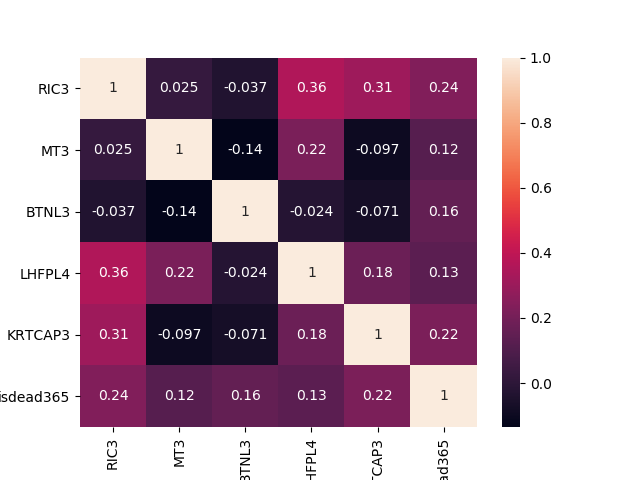 RIC3 1 0.025 -0.037 0.36 0.31 0.24
MT3 0.025 1 -0.14 0.22 -0.097 0.12
BTNL3 -0.037 -0.14 1 -0.024 -0.071 0.16
LHFPL4 0.36 0.22 -0.024 1 0.18 0.13
KRTCAP3 0.31 -0.097 -0.071 0.18 1 0.22
isdead365 0.24 0.12 0.16 0.13 0.22 1
RIC3
MT3
BTNL3
HFPL4
TCAP3
ad365
1.0
0.8
0.6
0.4
0.2
0.0